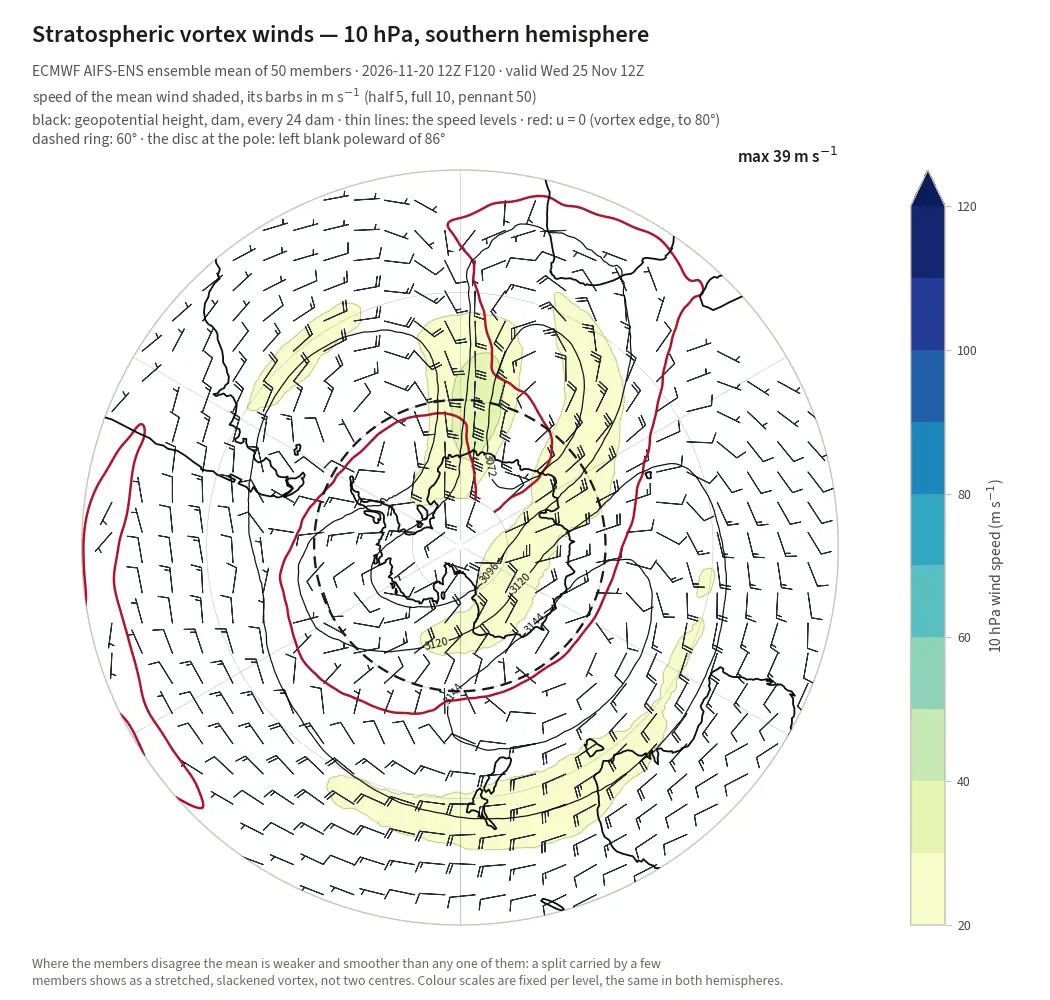 Stratospheric vortex winds — 10 hPa, southern hemisphere
ECMWF AIFS-ENS ensemble mean of 50 members · 2026-11-20 12Z F120 · valid Wed 25 Nov 12Z
speed of the mean wind shaded, its barbs in m s⁻¹ (half 5, full 10, pennant 50)
black: geopotential height, dam, every 24 dam · thin lines: the speed levels · red: u = 0 (vortex edge, to 80°)
dashed ring: 60° · the disc at the pole: left blank poleward of 86°
max 39 m s⁻¹
120
100
80
60
40
20
10 hPa wind speed (m s⁻¹)
3072
3096
3120
3144
3120
3144
Where the members disagree the mean is weaker and smoother than any one of them: a split carried by a few
members shows as a stretched, slackened vortex, not two centres. Colour scales are fixed per level, the same in both hemispheres.